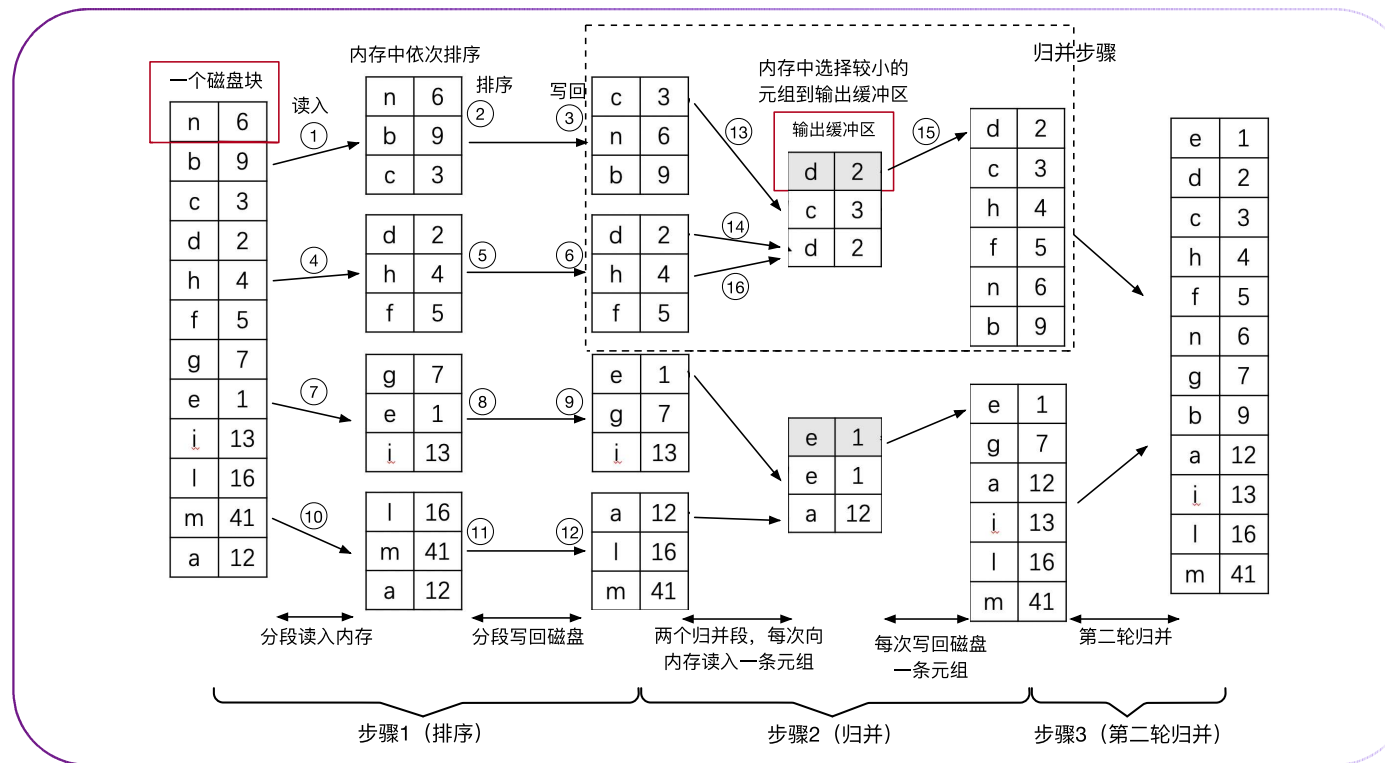 归并步骤
内存中依次排序
内存中选择较小的
元组到输出缓冲区
一个磁盘块
读入
排序
写回
输出缓冲区
n 6
b 9
c 3
d 2
h 4
f 5
g 7
e 1
i 13
l 16
m 41
a 12
①
④
⑦
⑩
n 6
b 9
c 3
d 2
h 4
f 5
g 7
e 1
i 13
l 16
m 41
a 12
②
③
⑤
⑥
⑧
⑨
⑪
⑫
c 3
n 6
b 9
d 2
h 4
f 5
e 1
g 7
i 13
a 12
l 16
m 41
⑬
⑭
⑯
d 2
c 3
d 2
e 1
e 1
a 12
⑮
d 2
c 3
h 4
f 5
n 6
b 9
e 1
g 7
a 12
i 13
l 16
m 41
e 1
d 2
c 3
h 4
f 5
n 6
g 7
b 9
a 12
i 13
l 16
m 41
分段读入内存
分段写回磁盘
两个归并段，每次向
内存读入一条元组
每次写回磁盘
一条元组
第二轮归并
步骤1（排序）
步骤2（归并）
步骤3（第二轮归并）